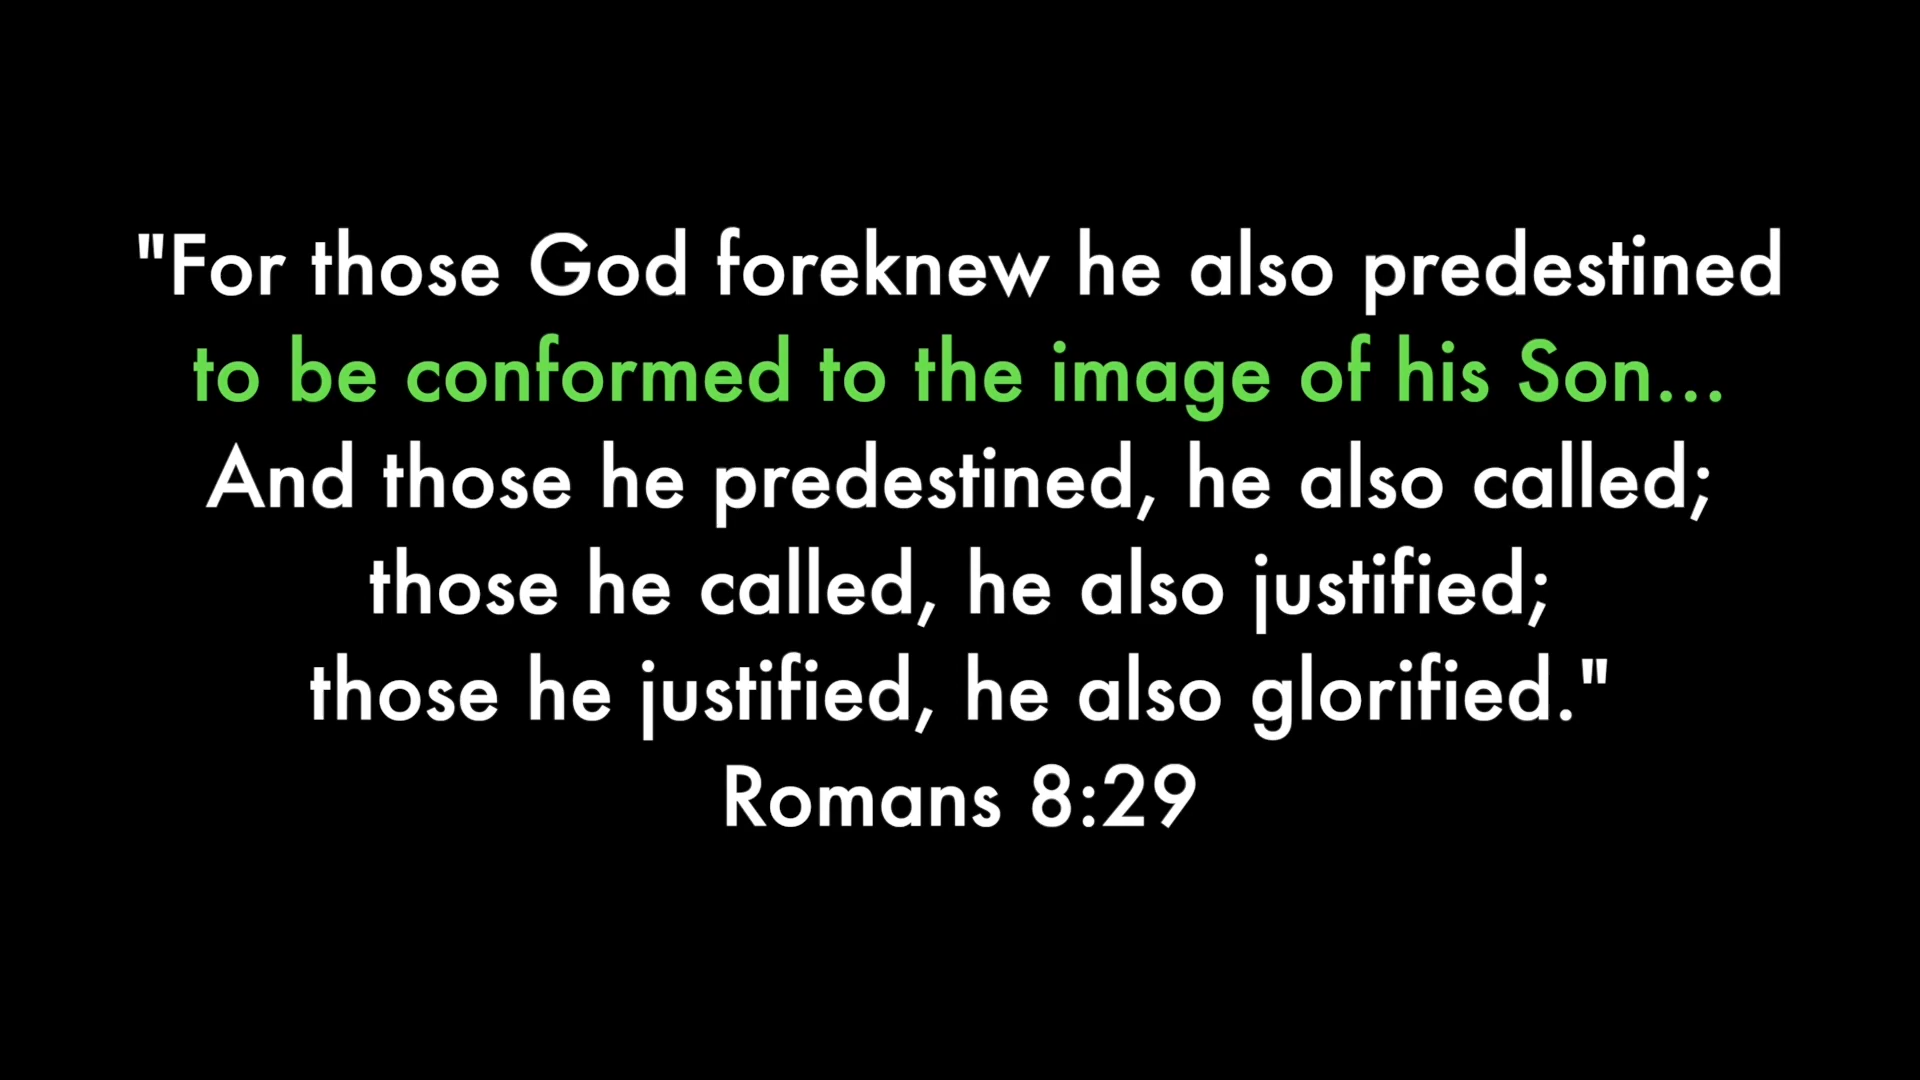 "For those God foreknew he also predestined
to be conformed to the image of his Son...
And those he predestined, he also called;
those he called, he also justified;
those he justified, he also glorified."
Romans 8:29